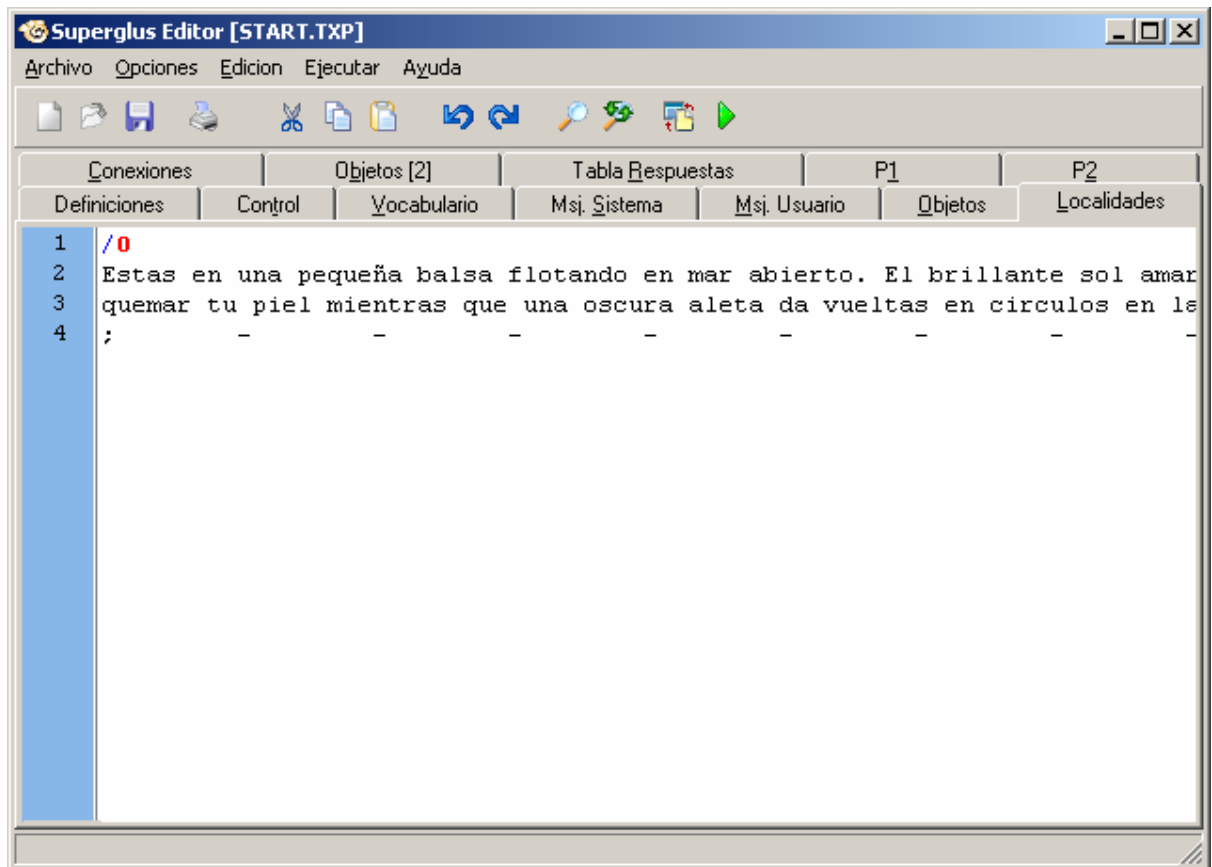 Superglus Editor [START.TXP]
Archivo Opciones Edicion Ejecutar Ayuda
Conexiones Objetos [2] Tabla Respuestas P1 P2
Definiciones Control Vocabulario Msj. Sistema Msj. Usuario Objetos Localidades
1 /0
2 Estas en una pequeña balsa flotando en mar abierto. El brillante sol amar
3 quemar tu piel mientras que una oscura aleta da vueltas en circulos en la
4 ; - - - - - - - -